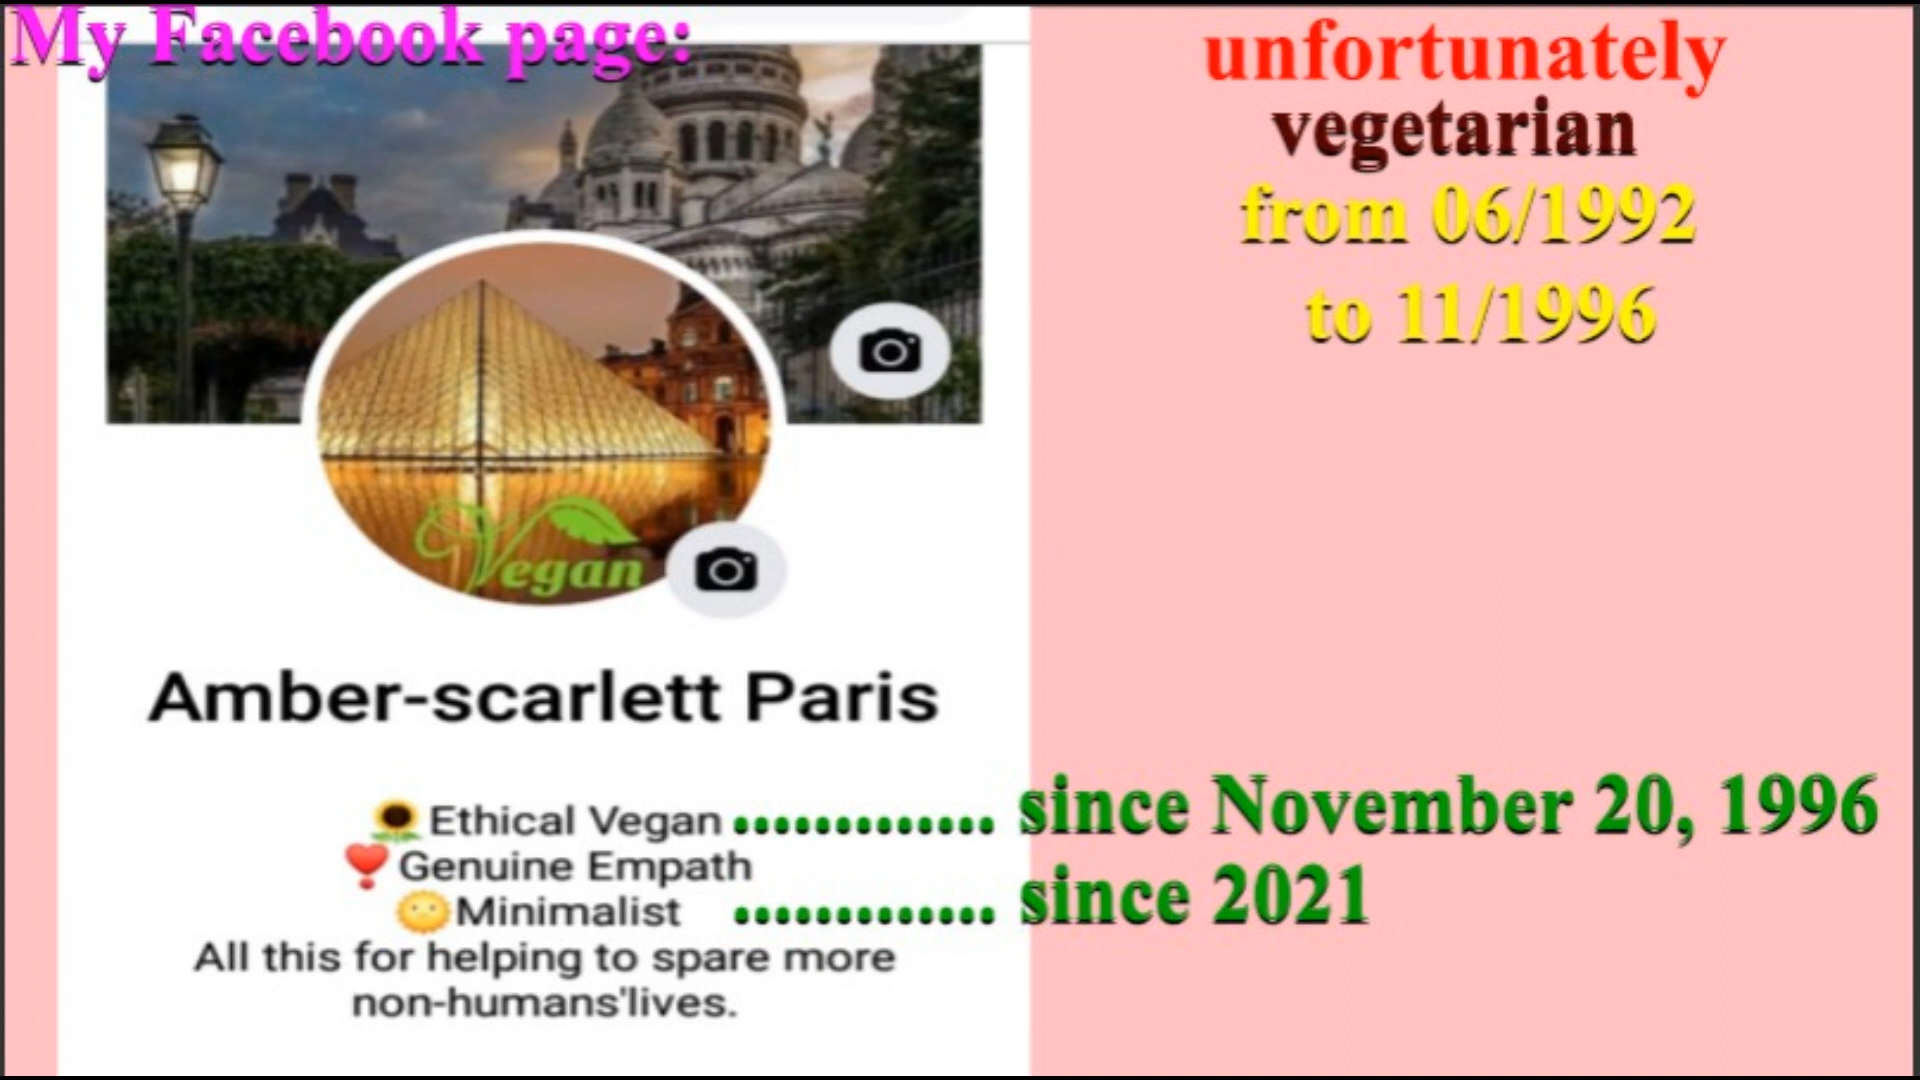 My Facebook page:
unfortunately
vegetarian
from 06/1992
to 11/1996
Vegan
Amber-scarlett Paris
🌻Ethical Vegan ............. since November 20, 1996
❣️Genuine Empath
🌝Minimalist ............. since 2021
All this for helping to spare more
non-humans'lives.